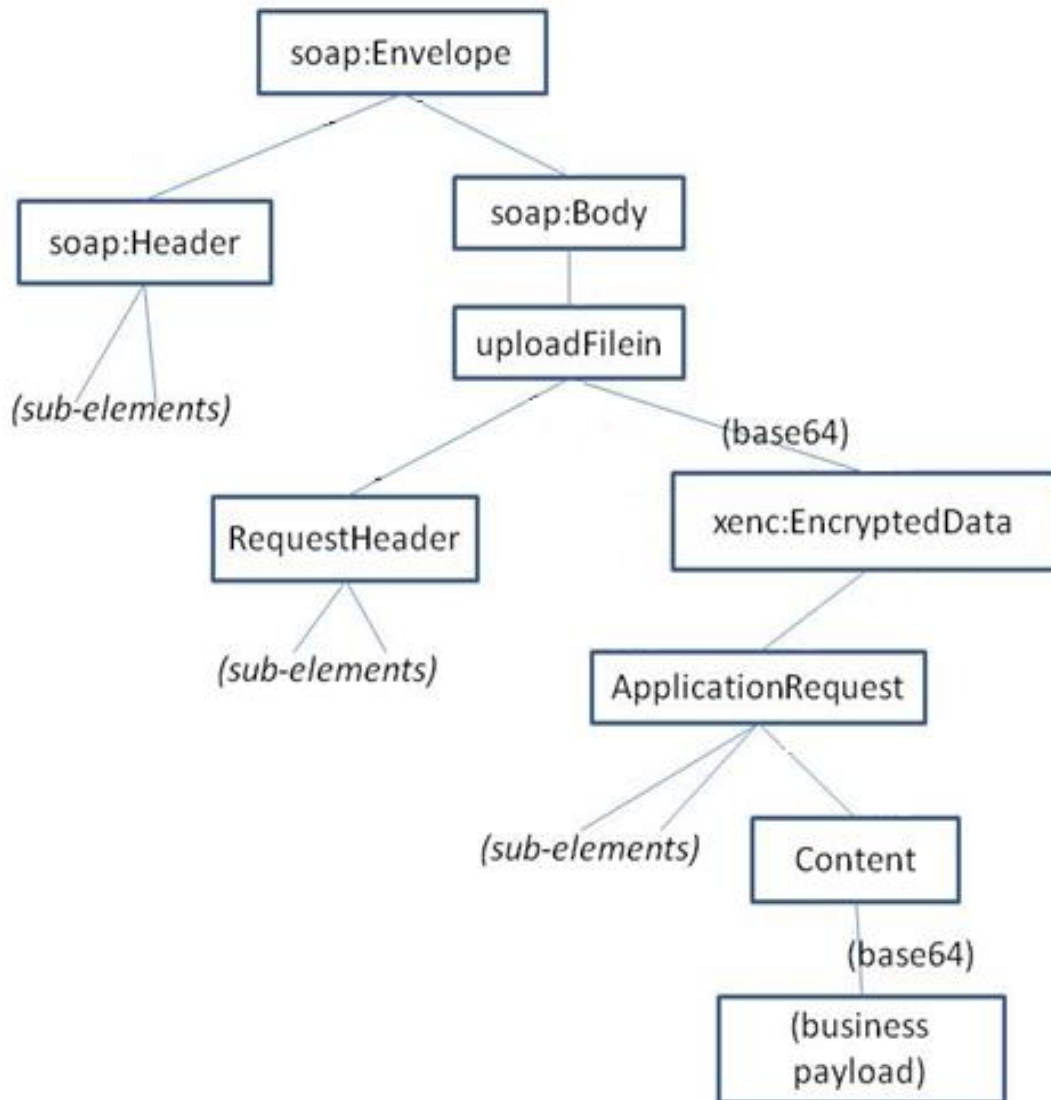 soap:Envelope
soap:Header
soap:Body
uploadFilein
(sub-elements)
(base64)
RequestHeader
xenc:EncryptedData
(sub-elements)
ApplicationRequest
(sub-elements)
Content
(base64)
(business
payload)